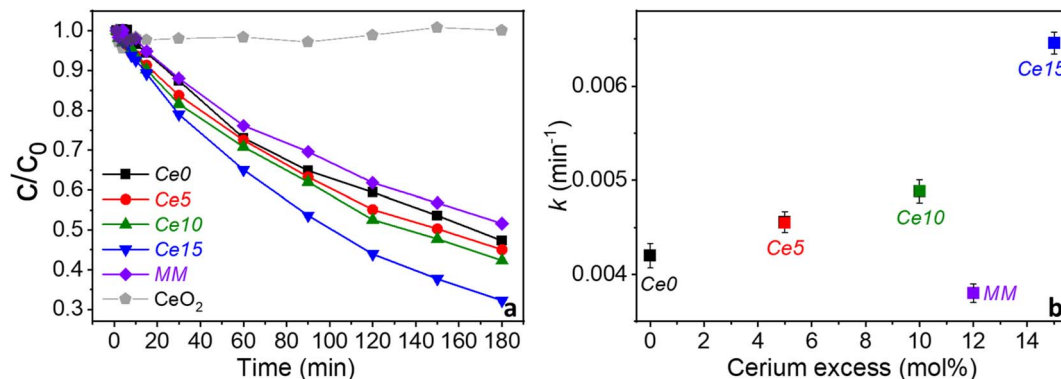 C/C₀
1.0
0.9
0.8
0.7
0.6
0.5
0.4
0.3
Ce0
Ce5
Ce10
Ce15
MM
CeO₂
a
0 20 40 60 80 100 120 140 160 180
Time (min)
k (min⁻¹)
0.006
0.005
0.004
Ce0
Ce5
Ce10
MM
Ce15
b
0 2 4 6 8 10 12 14
Cerium excess (mol%)